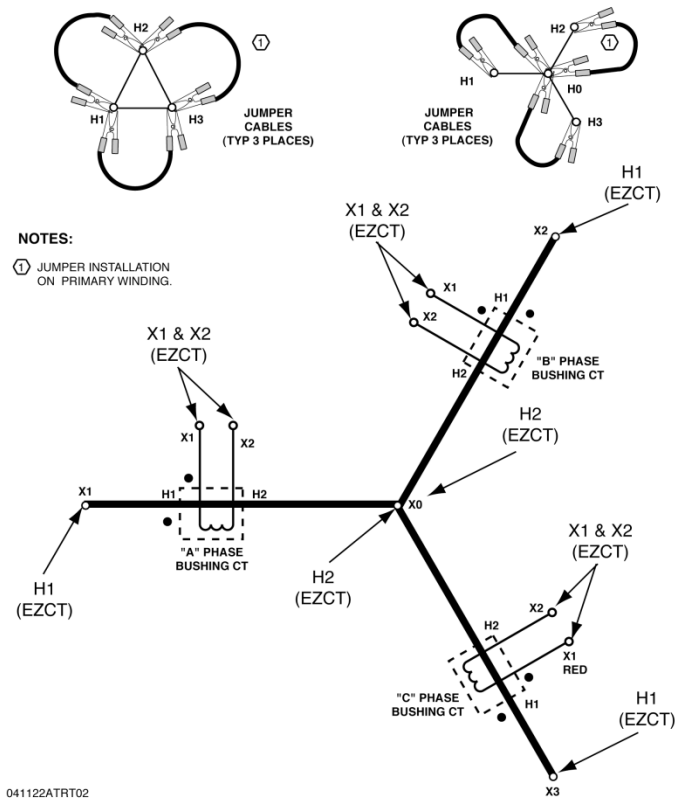 H2
1
H1
H3
JUMPER
CABLES
(TYP 3 PLACES)
H2
1
H1
H0
H3
JUMPER
CABLES
(TYP 3 PLACES)
NOTES:
1 JUMPER INSTALLATION
ON PRIMARY WINDING.
H1
(EZCT)
X1 & X2
(EZCT)
X2
X1
X2
H1
H2
"B" PHASE
BUSHING CT
X1 & X2
(EZCT)
X1
X2
H2
(EZCT)
X1
H1
H2
X0
"A" PHASE
BUSHING CT
H1
(EZCT)
H2
(EZCT)
X1 & X2
(EZCT)
X2
H2
X1
RED
"C" PHASE
BUSHING CT
H1
H1
(EZCT)
X3
041122ATRT02